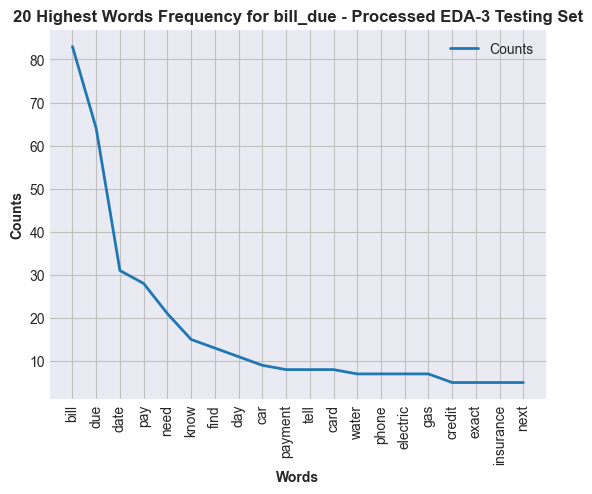 20 Highest Words Frequency for bill_due - Processed EDA-3 Testing Set
Counts
Counts
80
70
60
50
40
30
20
10
bill
due
date
pay
need
know
find
day
car
payment
tell
card
water
phone
electric
gas
credit
exact
insurance
next
Words